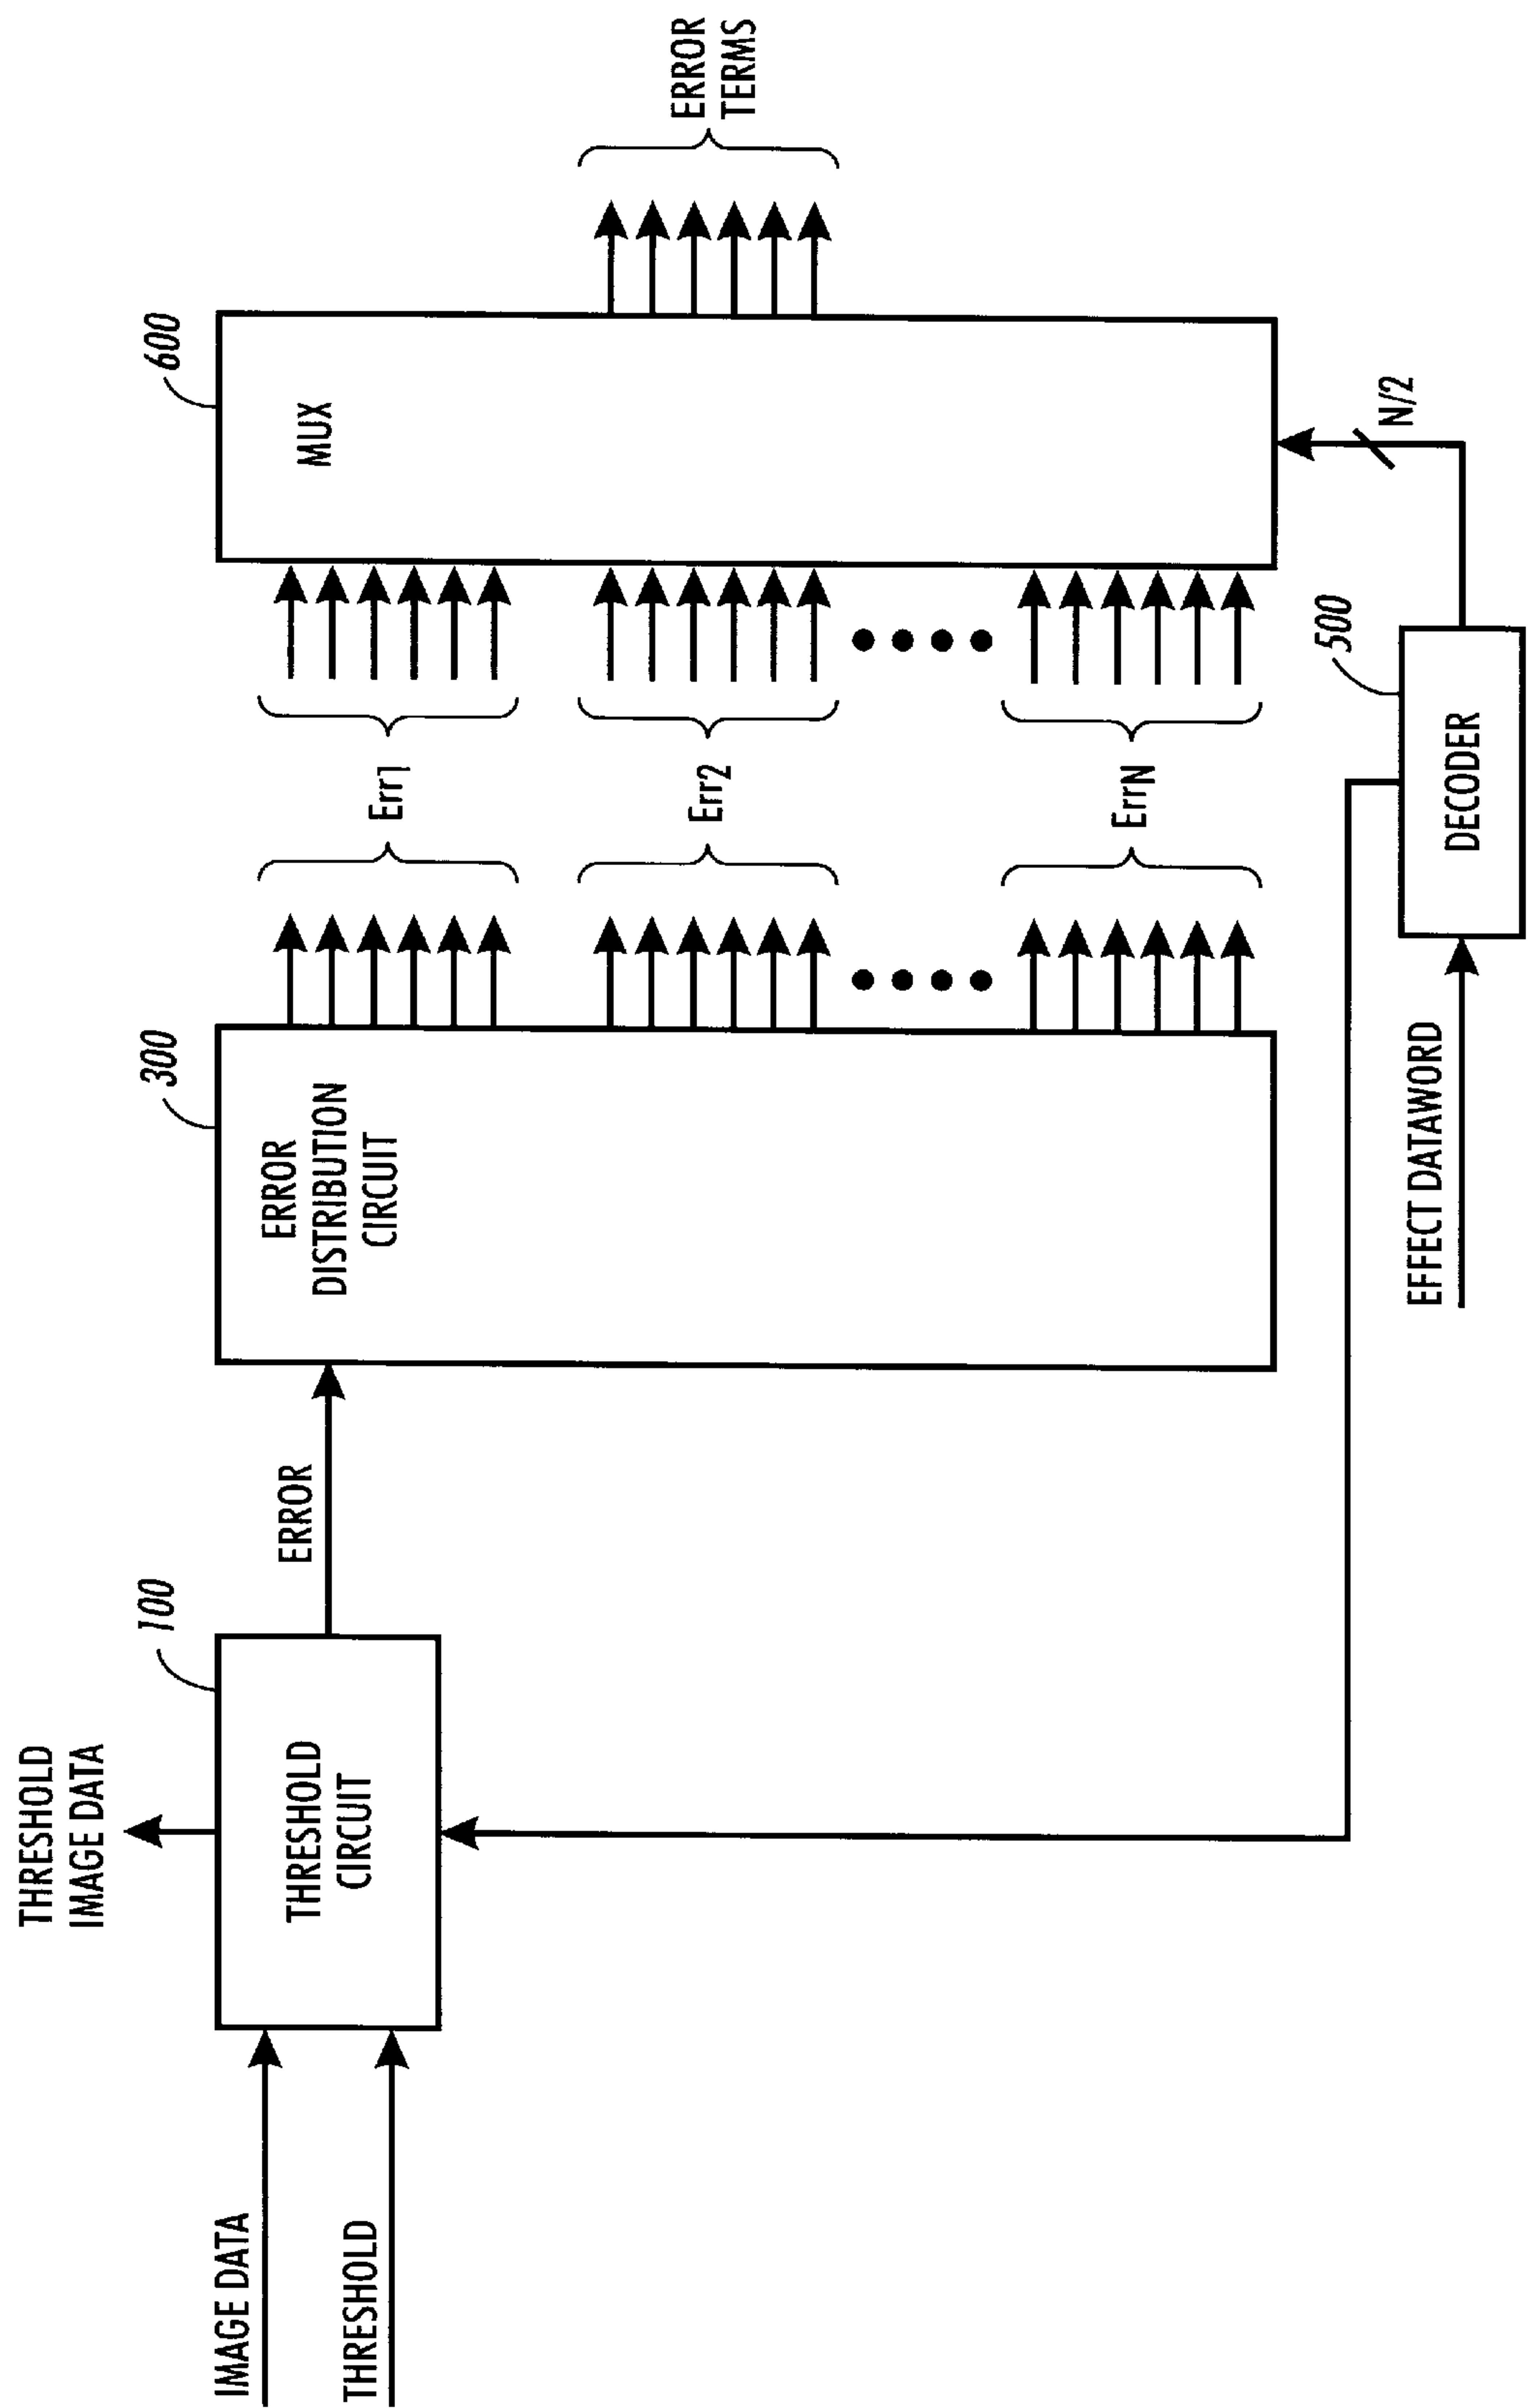 THRESHOLD
IMAGE DATA
100
300
600
IMAGE DATA
THRESHOLD
THRESHOLD
CIRCUIT
ERROR
ERROR
DISTRIBUTION
CIRCUIT
Err1
Err2
ErrN
MUX
ERROR
TERMS
EFFECT DATAWORD
500
DECODER
N/2